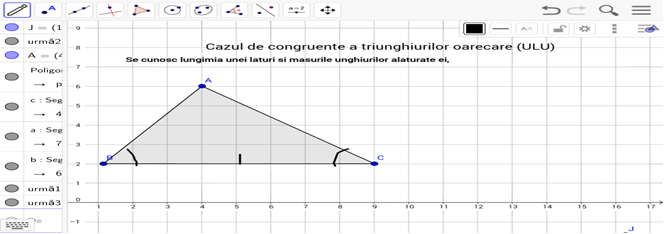 a=2
J = (1
urmă2
A = (4
Poligo
→ P
c : Seg
→ 4
a : Seg
→ 7
b : Seg
→ 6
urmă1
urmă3
AA
Cazul de congruente a triunghiurilor oarecare (ULU)
Se cunosc lungimia unei laturi si masurile unghiurilor alaturate ei,
A
B
C
J
9
8
7
6
5
4
3
2
1
0
-1
1 2 3 4 5 6 7 8 9 10 11 12 13 14 15 16 17